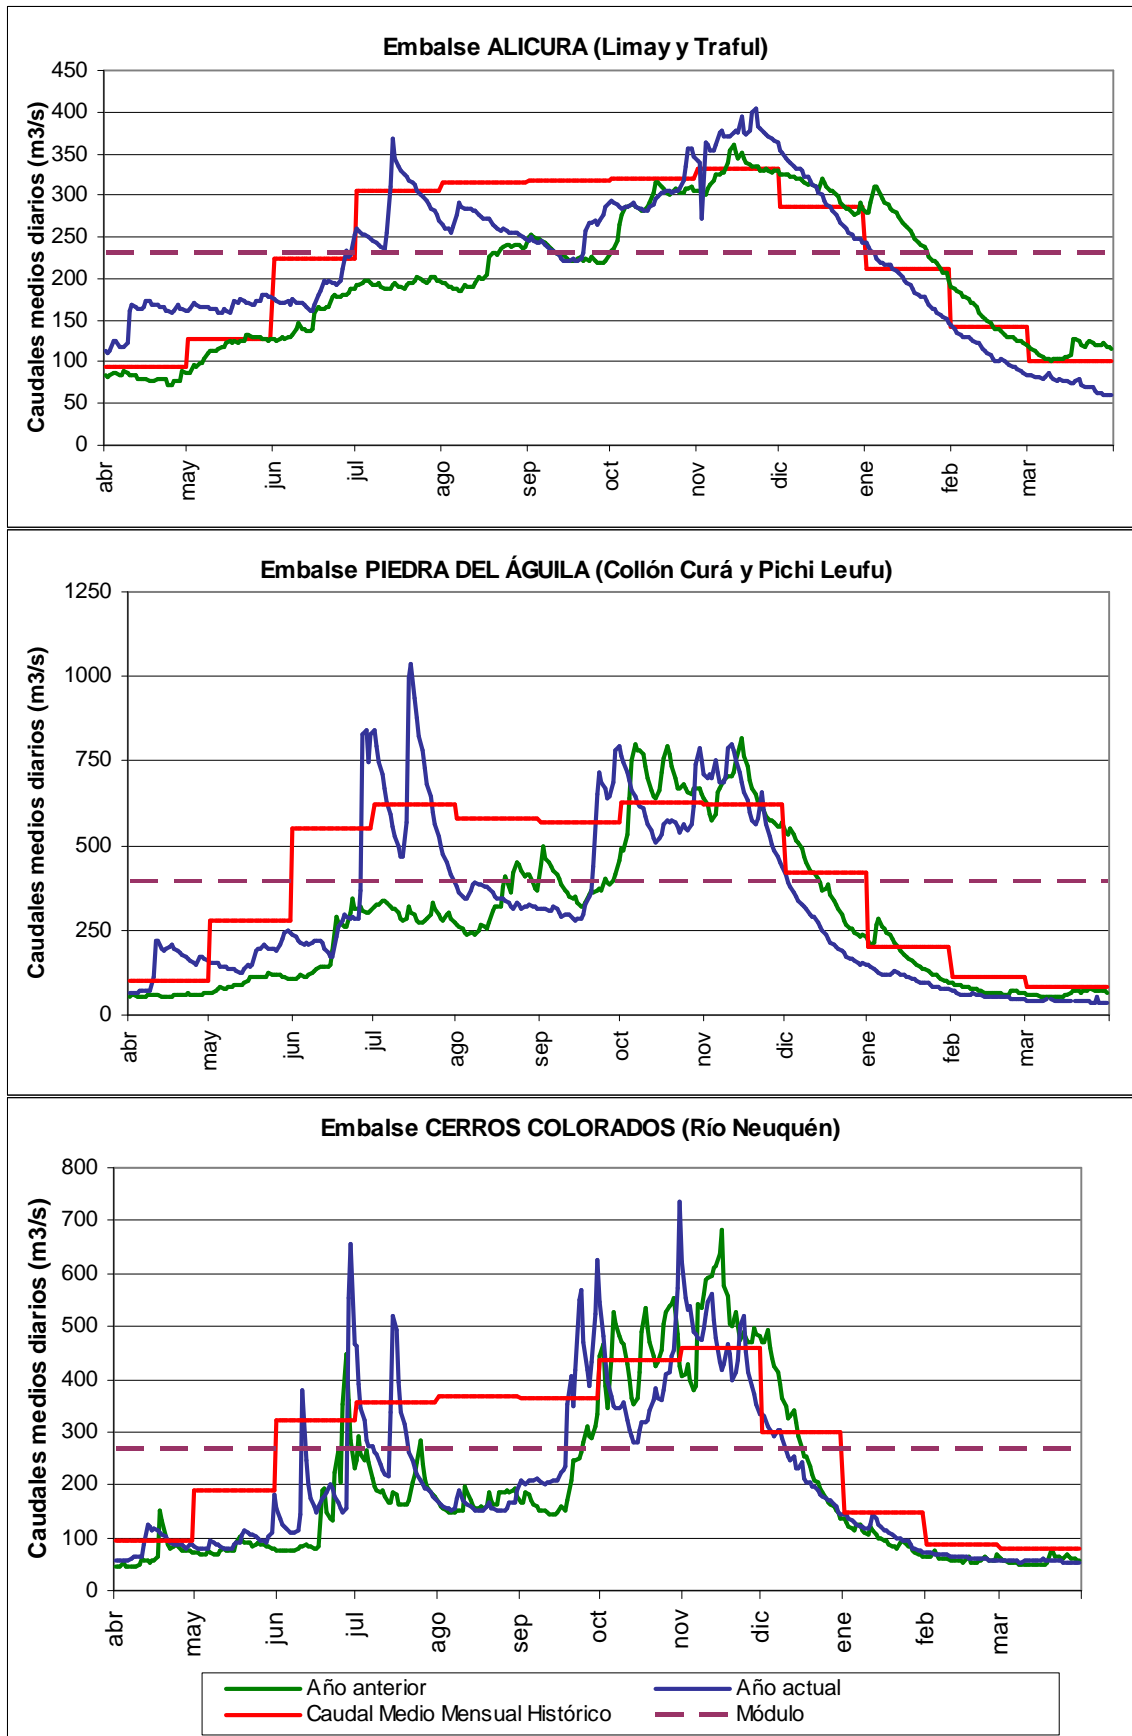 Embalse ALICURA (Limay y Traful)
Caudales medios diarios (m3/s)
450
400
350
300
250
200
150
100
50
0
abr may jun jul ago sep oct nov dic ene feb mar
Embalse PIEDRA DEL ÁGUILA (Collón Curá y Pichi Leufu)
Caudales medios diarios (m3/s)
1250
1000
750
500
250
0
abr may jun jul ago sep oct nov dic ene feb mar
Embalse CERROS COLORADOS (Río Neuquén)
Caudales medios diarios (m3/s)
800
700
600
500
400
300
200
100
0
abr may jun jul ago sep oct nov dic ene feb mar
Año anterior Año actual
Caudal Medio Mensual Histórico Módulo